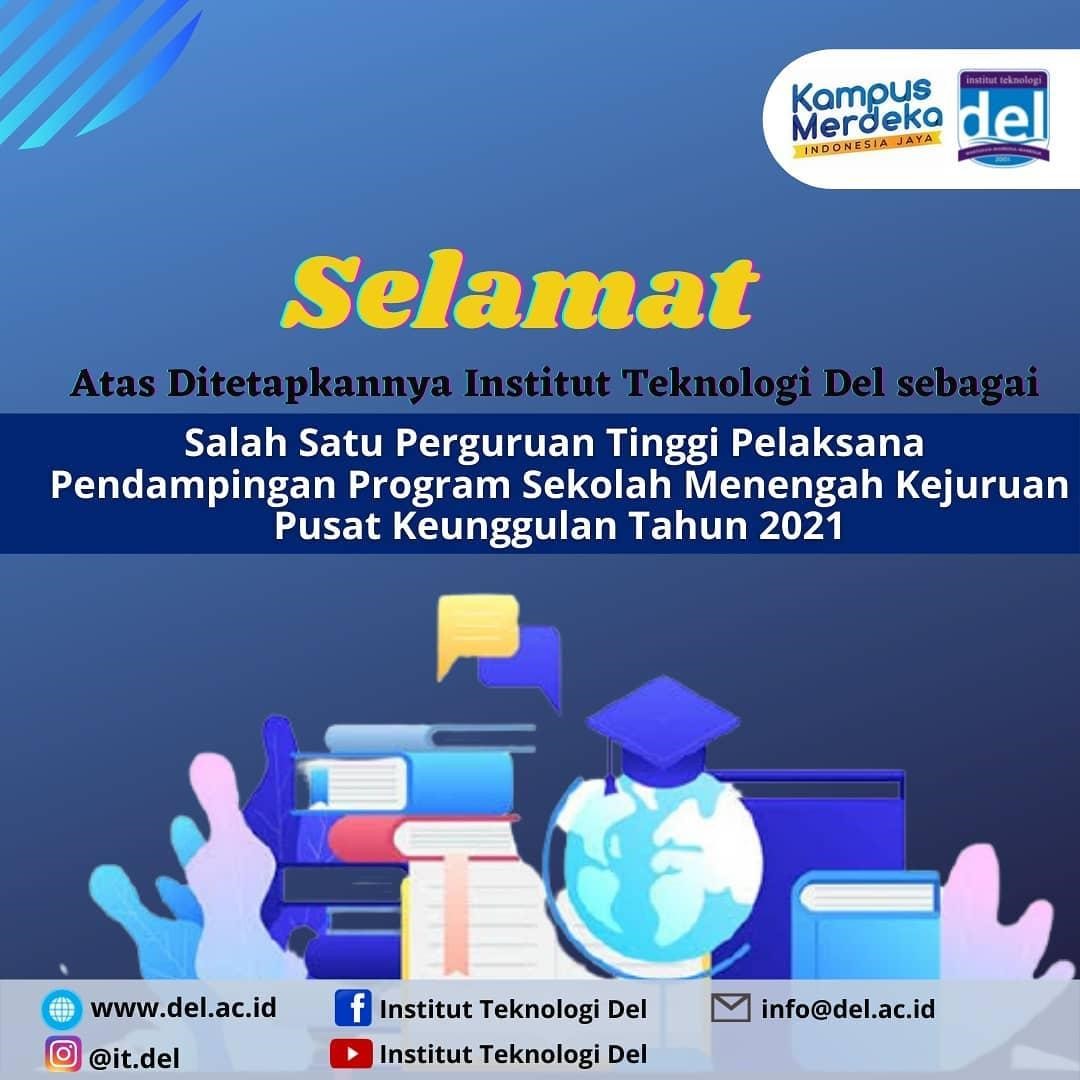 Kampus
Merdeka
INDONESIA JAYA
institut teknologi
del
2001
Selamat
Atas Ditetapkannya Institut Teknologi Del sebagai
Salah Satu Perguruan Tinggi Pelaksana
Pendampingan Program Sekolah Menengah Kejuruan
Pusat Keunggulan Tahun 2021
www.del.ac.id
Institut Teknologi Del
info@del.ac.id
@it.del
Institut Teknologi Del